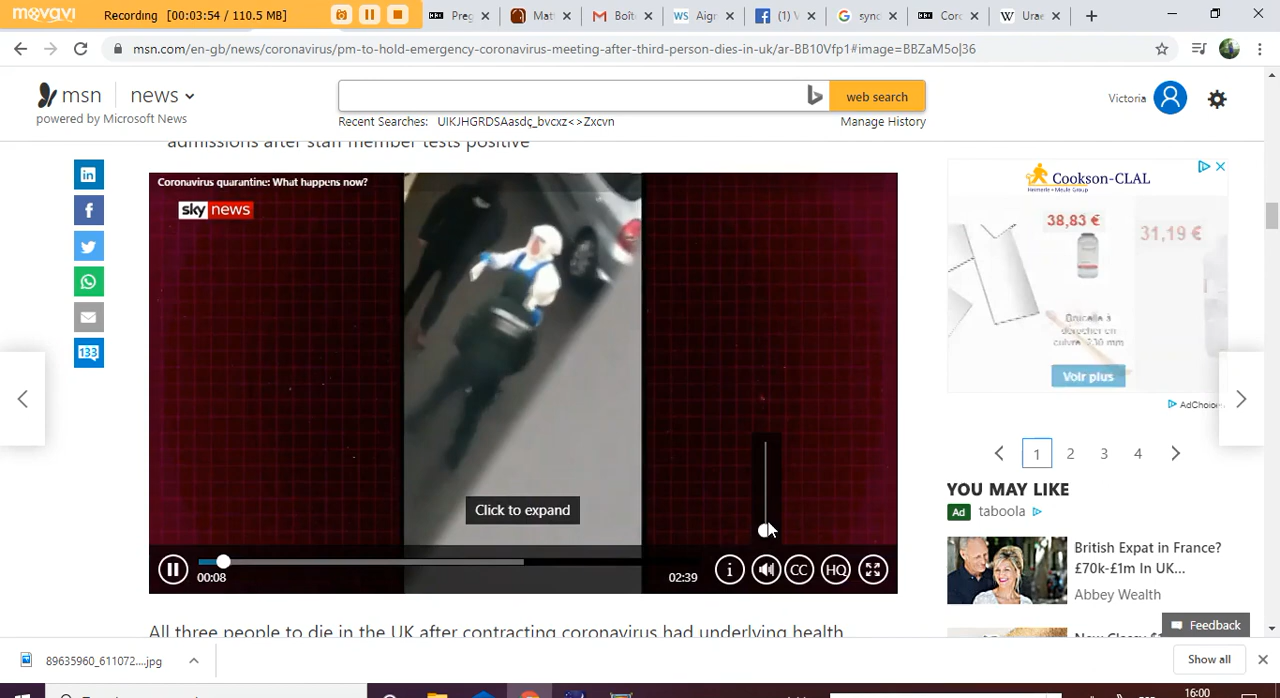 movavi
Recording [00:03:54 / 110.5 MB]
Preg
Matt
Boît
WS Aigr
(1) V
sync
Corc
Urae
msn.com/en-gb/news/coronavirus/pm-to-hold-emergency-coronavirus-meeting-after-third-person-dies-in-uk/ar-BB10Vfp1#image=BBZaM5o|36
msn news
powered by Microsoft News
web search
Victoria
Recent Searches: UIKJHGRDSAasdç_bvcxz<>Zxcvn
Manage History
admissions after staff member tests positive
133
Coronavirus quarantine: What happens now?
sky news
Click to expand
00:08
02:39
i
CC
HQ
Cookson-CLAL
38,83 €
31,19 €
Voir plus
AdChoic
1 2 3 4
YOU MAY LIKE
Ad taboola
British Expat in France?
£70k-£1m In UK...
Abbey Wealth
Feedback
All three people to die in the UK after contracting coronavirus had underlying health
89635960_611072....jpg
Show all
16:00